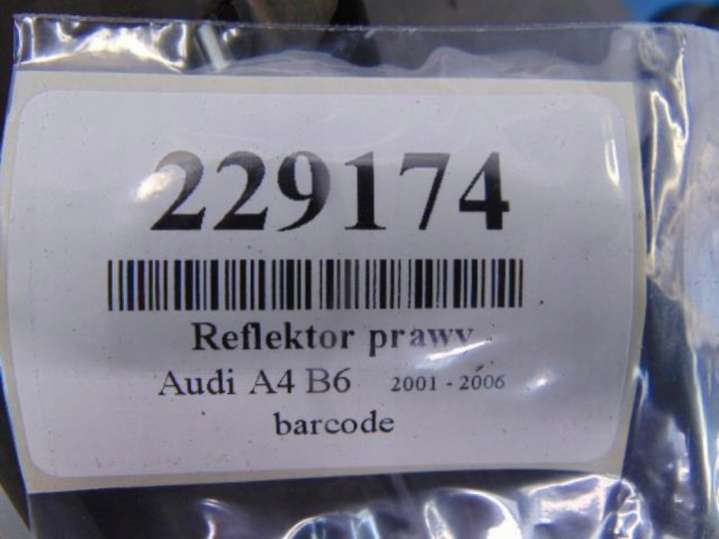 229174
Reflektor prawy
Audi A4 B6 2001 - 2006
barcode